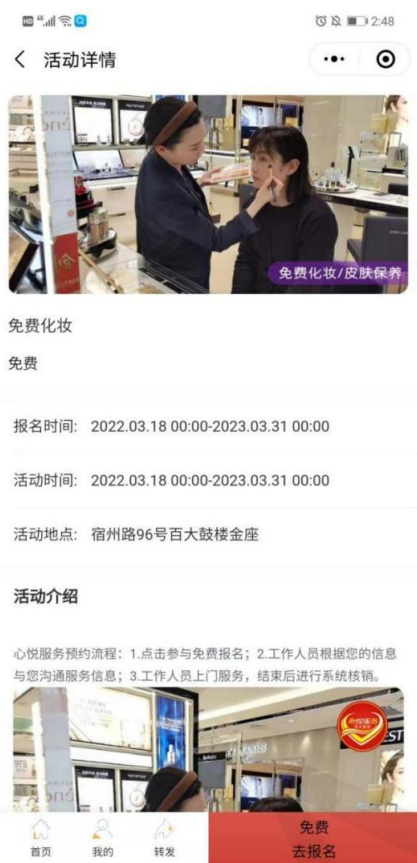 2:48
活动详情
免费化妆/皮肤保养
免费化妆
免费
报名时间: 2022.03.18 00:00-2023.03.31 00:00
活动时间: 2022.03.18 00:00-2023.03.31 00:00
活动地点: 宿州路96号百大鼓楼金座
活动介绍
心悦服务预约流程：1.点击参与免费报名；2.工作人员根据您的信息
与您沟通服务信息；3.工作人员上门服务，结束后进行系统核销。
心悦服务
首页
我的
转发
免费
去报名